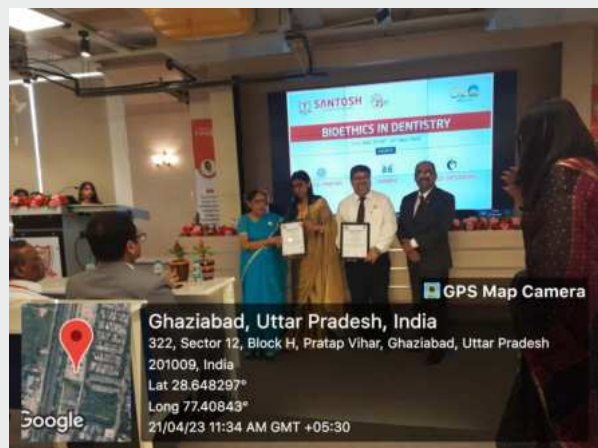 SANTOSH
BIOETHICS IN DENTISTRY
GPS Map Camera
Ghaziabad, Uttar Pradesh, India
322, Sector 12, Block H, Pratap Vihar, Ghaziabad, Uttar Pradesh
201009, India
Lat 28.648297°
Long 77.40843°
21/04/23 11:34 AM GMT +05:30
Google